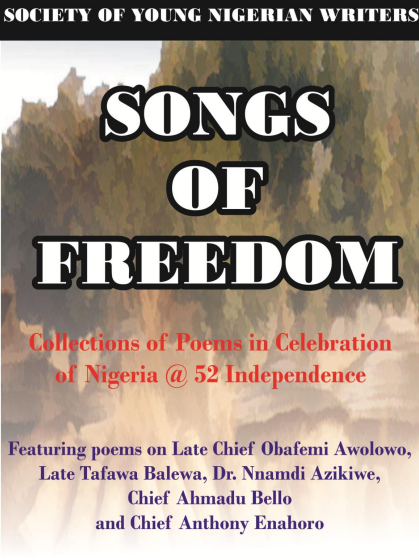 SOCIETY OF YOUNG NIGERIAN WRITERS
SONGS
OF
FREEDOM
Collections of Poems in Celebration
of Nigeria @ 52 Independence
Featuring poems on Late Chief Obafemi Awolowo,
Late Tafawa Balewa, Dr. Nnamdi Azikiwe,
Chief Ahmadu Bello
and Chief Anthony Enahoro